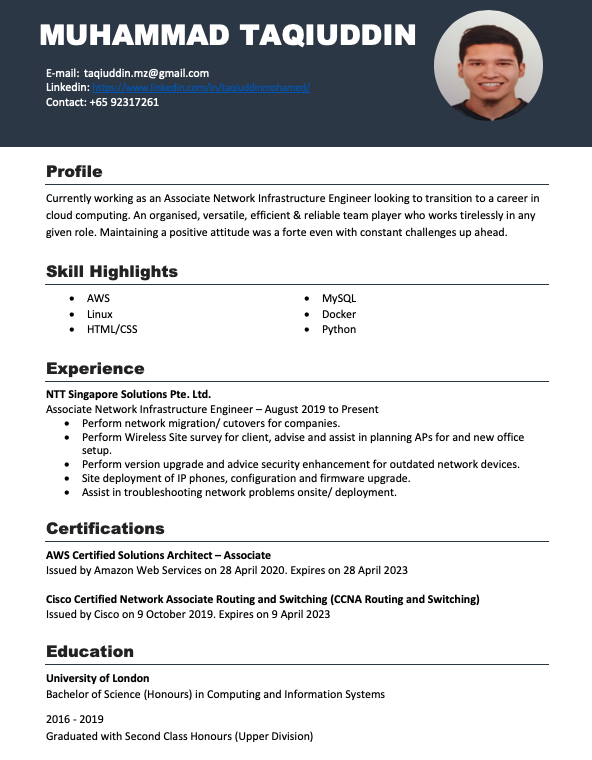 MUHAMMAD TAQIUDDIN
E-mail: taqiuddin.mz@gmail.com
Linkedin: https://www.linkedin.com/in/taqiuddinmohamed/
Contact: +65 92317261
Profile
Currently working as an Associate Network Infrastructure Engineer looking to transition to a career in
cloud computing. An organised, versatile, efficient & reliable team player who works tirelessly in any
given role. Maintaining a positive attitude was a forte even with constant challenges up ahead.
Skill Highlights
• AWS
• Linux
• HTML/CSS
• MySQL
• Docker
• Python
Experience
NTT Singapore Solutions Pte. Ltd.
Associate Network Infrastructure Engineer – August 2019 to Present
• Perform network migration/ cutovers for companies.
• Perform Wireless Site survey for client, advise and assist in planning APs for and new office
setup.
• Perform version upgrade and advice security enhancement for outdated network devices.
• Site deployment of IP phones, configuration and firmware upgrade.
• Assist in troubleshooting network problems onsite/ deployment.
Certifications
AWS Certified Solutions Architect – Associate
Issued by Amazon Web Services on 28 April 2020. Expires on 28 April 2023
Cisco Certified Network Associate Routing and Switching (CCNA Routing and Switching)
Issued by Cisco on 9 October 2019. Expires on 9 April 2023
Education
University of London
Bachelor of Science (Honours) in Computing and Information Systems
2016 - 2019
Graduated with Second Class Honours (Upper Division)